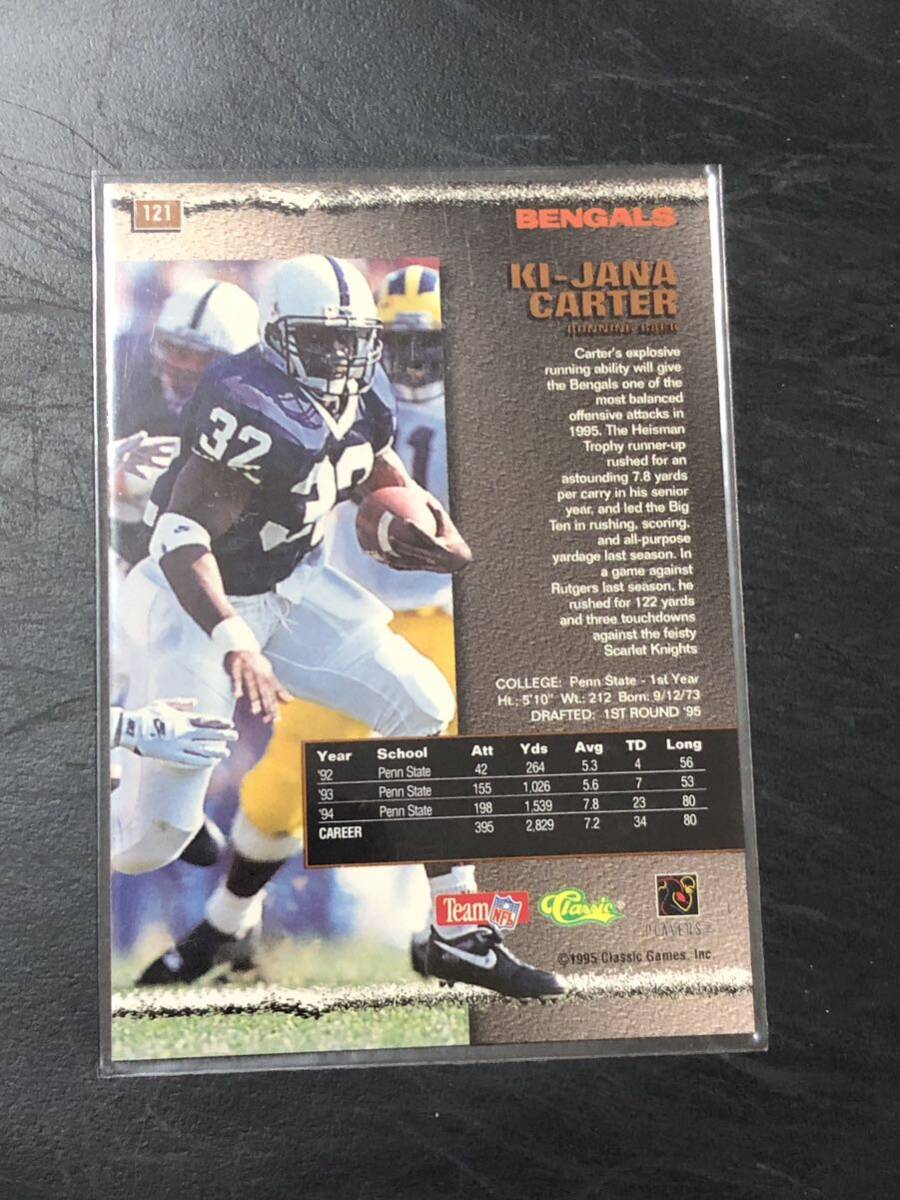 121
BENGALS
KI-JANA
CARTER
RUNNING BACK
Carter's explosive
running ability will give
the Bengals one of the
most balanced
offensive attacks in
1995. The Heisman
Trophy runner-up
rushed for an
astounding 7.8 yards
per carry in his senior
year, and led the Big
Ten in rushing, scoring,
and all-purpose
yardage last season. In
a game against
Rutgers last season, he
rushed for 122 yards
and three touchdowns
against the feisty
Scarlet Knights
32
32
COLLEGE: Penn State - 1st Year
Ht.: 5'10" Wt.: 212 Born: 9/12/73
DRAFTED: 1ST ROUND '95
Year School Att Yds Avg TD Long
'92 Penn State 42 264 5.3 4 56
'93 Penn State 155 1,026 5.6 7 53
'94 Penn State 198 1,539 7.8 23 80
CAREER 395 2,829 7.2 34 80
Team NFL
Classic
PLAYERS
©1995 Classic Games, Inc.